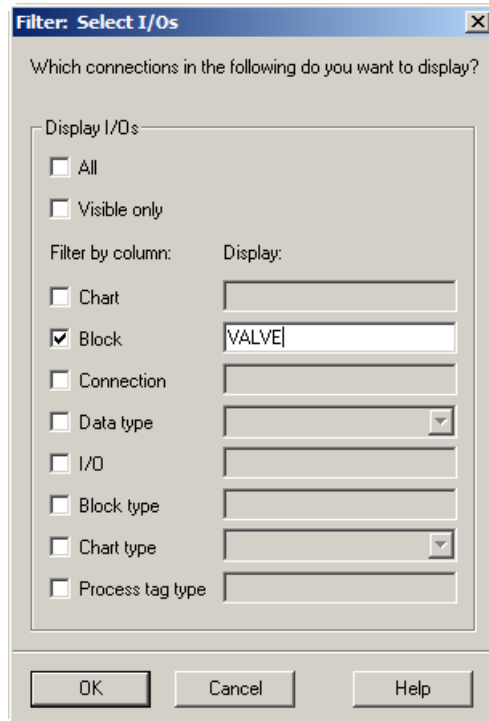 Filter: Select I/Os
Which connections in the following do you want to display?
Display I/Os
All
Visible only
Filter by column: Display:
Chart
Block VALVE
Connection
Data type
I/O
Block type
Chart type
Process tag type
OK Cancel Help